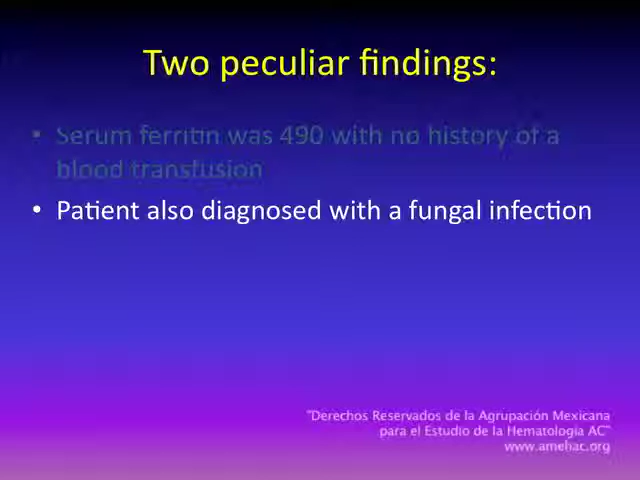 Two peculiar findings:
• Serum ferritin was 490 with no history of a
blood transfusion
• Patient also diagnosed with a fungal infection
"Derechos Reservados de la Agrupación Mexicana
para el Estudio de la Hematología AC"
www.amehac.org